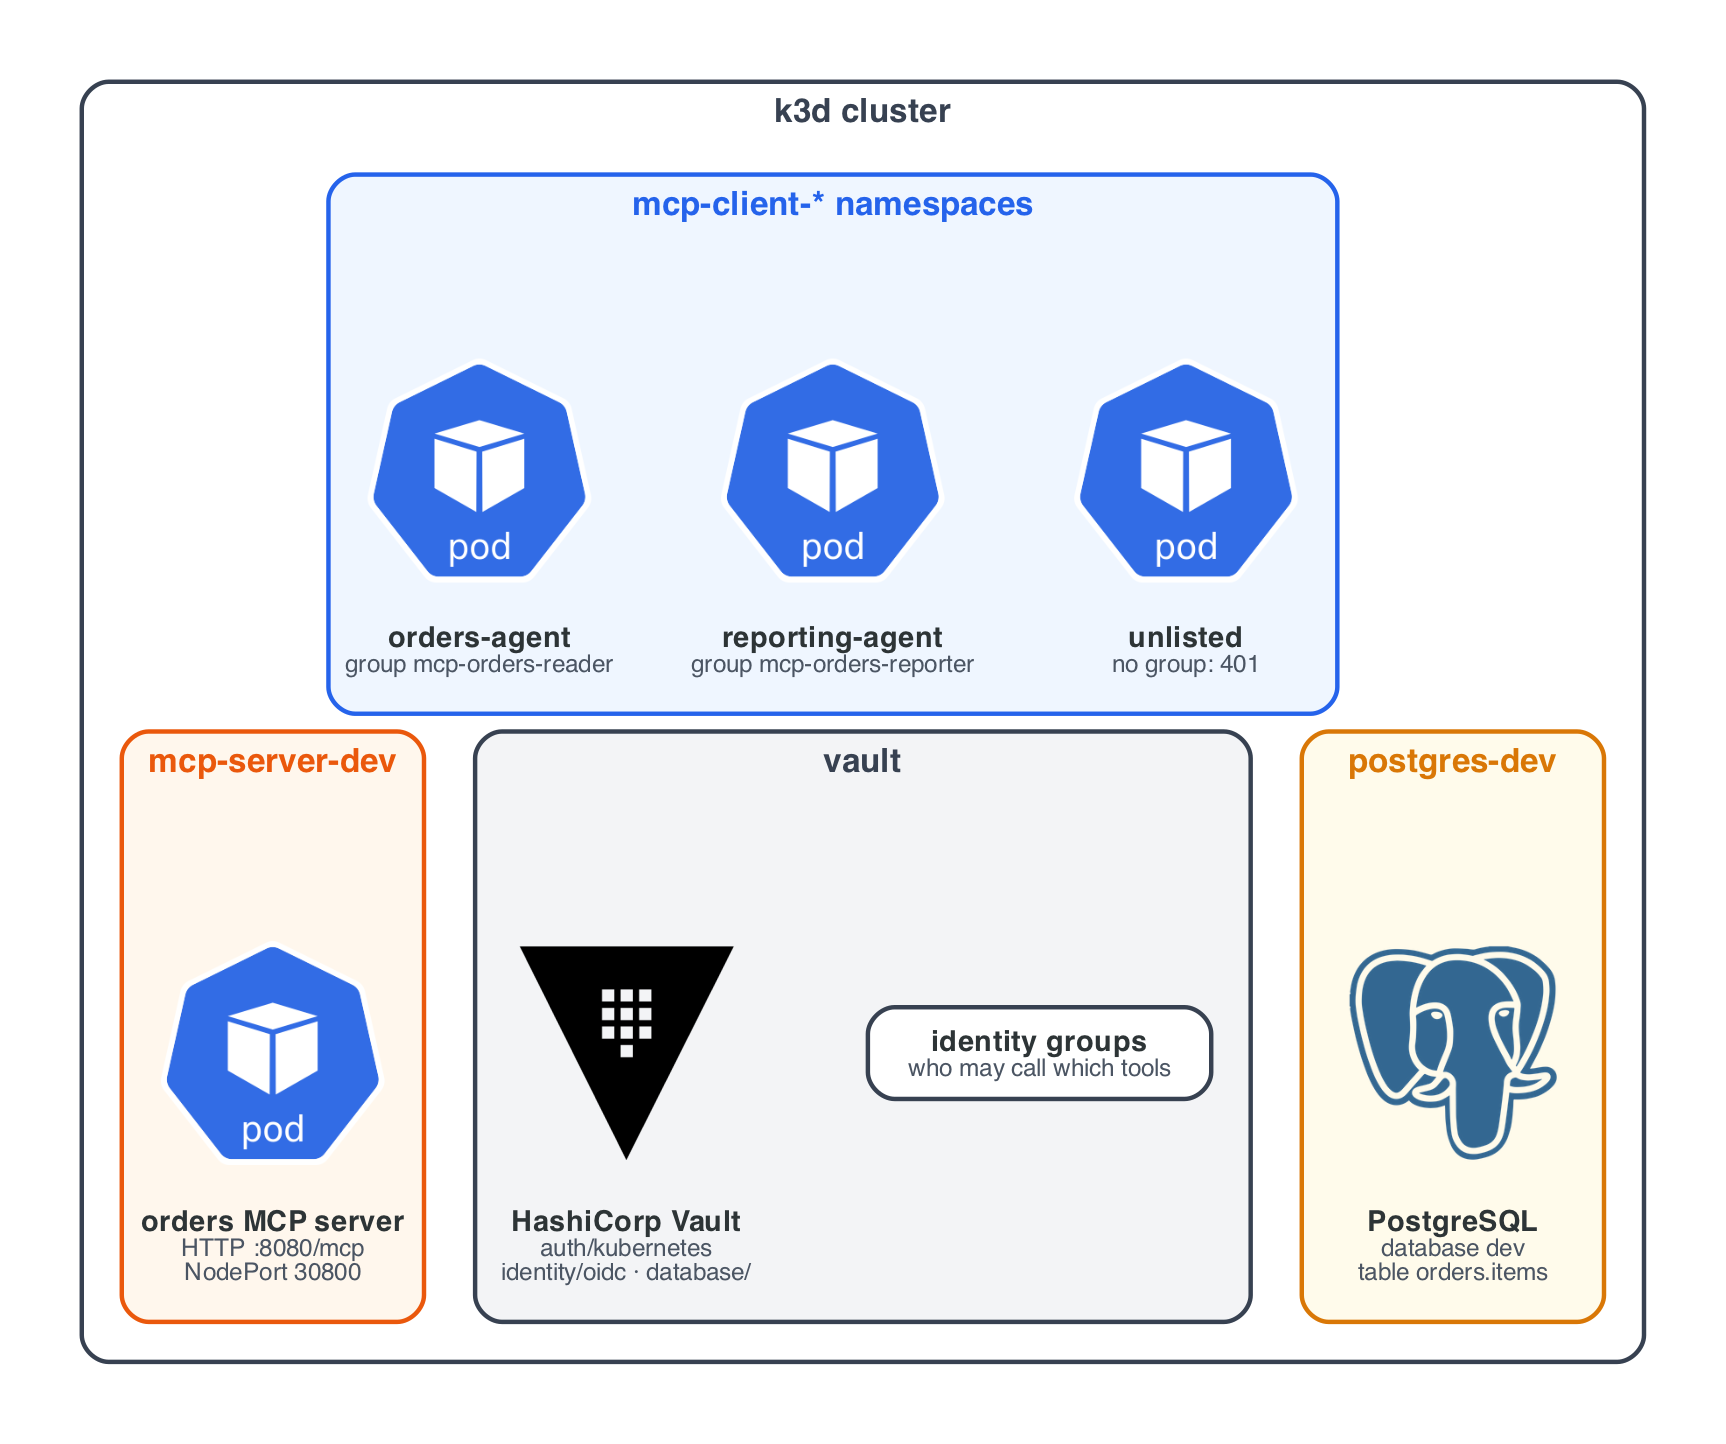 k3d cluster
mcp-client-* namespaces
pod
pod
pod
orders-agent
group mcp-orders-reader
reporting-agent
group mcp-orders-reporter
unlisted
no group: 401
mcp-server-dev
pod
orders MCP server
HTTP :8080/mcp
NodePort 30800
vault
HashiCorp Vault
auth/kubernetes
identity/oidc · database/
identity groups
who may call which tools
postgres-dev
PostgreSQL
database dev
table orders.items